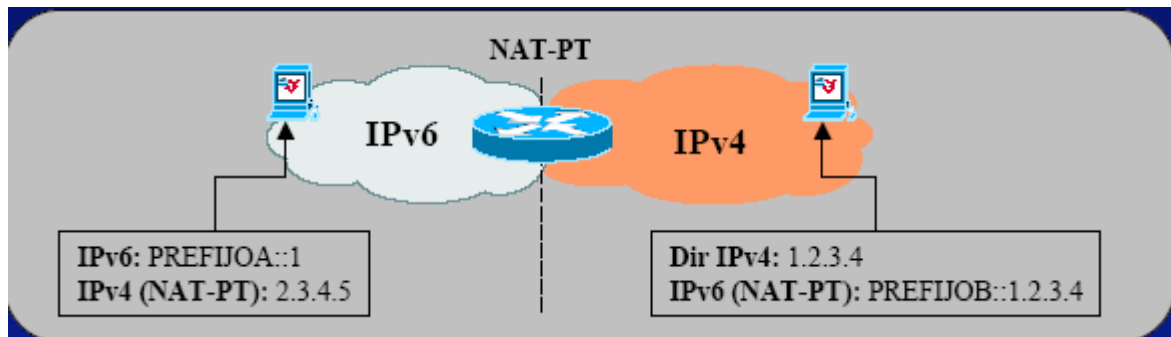 NAT-PT
IPv6
IPv4
IPv6: PREFIJOA::1
IPv4 (NAT-PT): 2.3.4.5
Dir IPv4: 1.2.3.4
IPv6 (NAT-PT): PREFIJOB::1.2.3.4